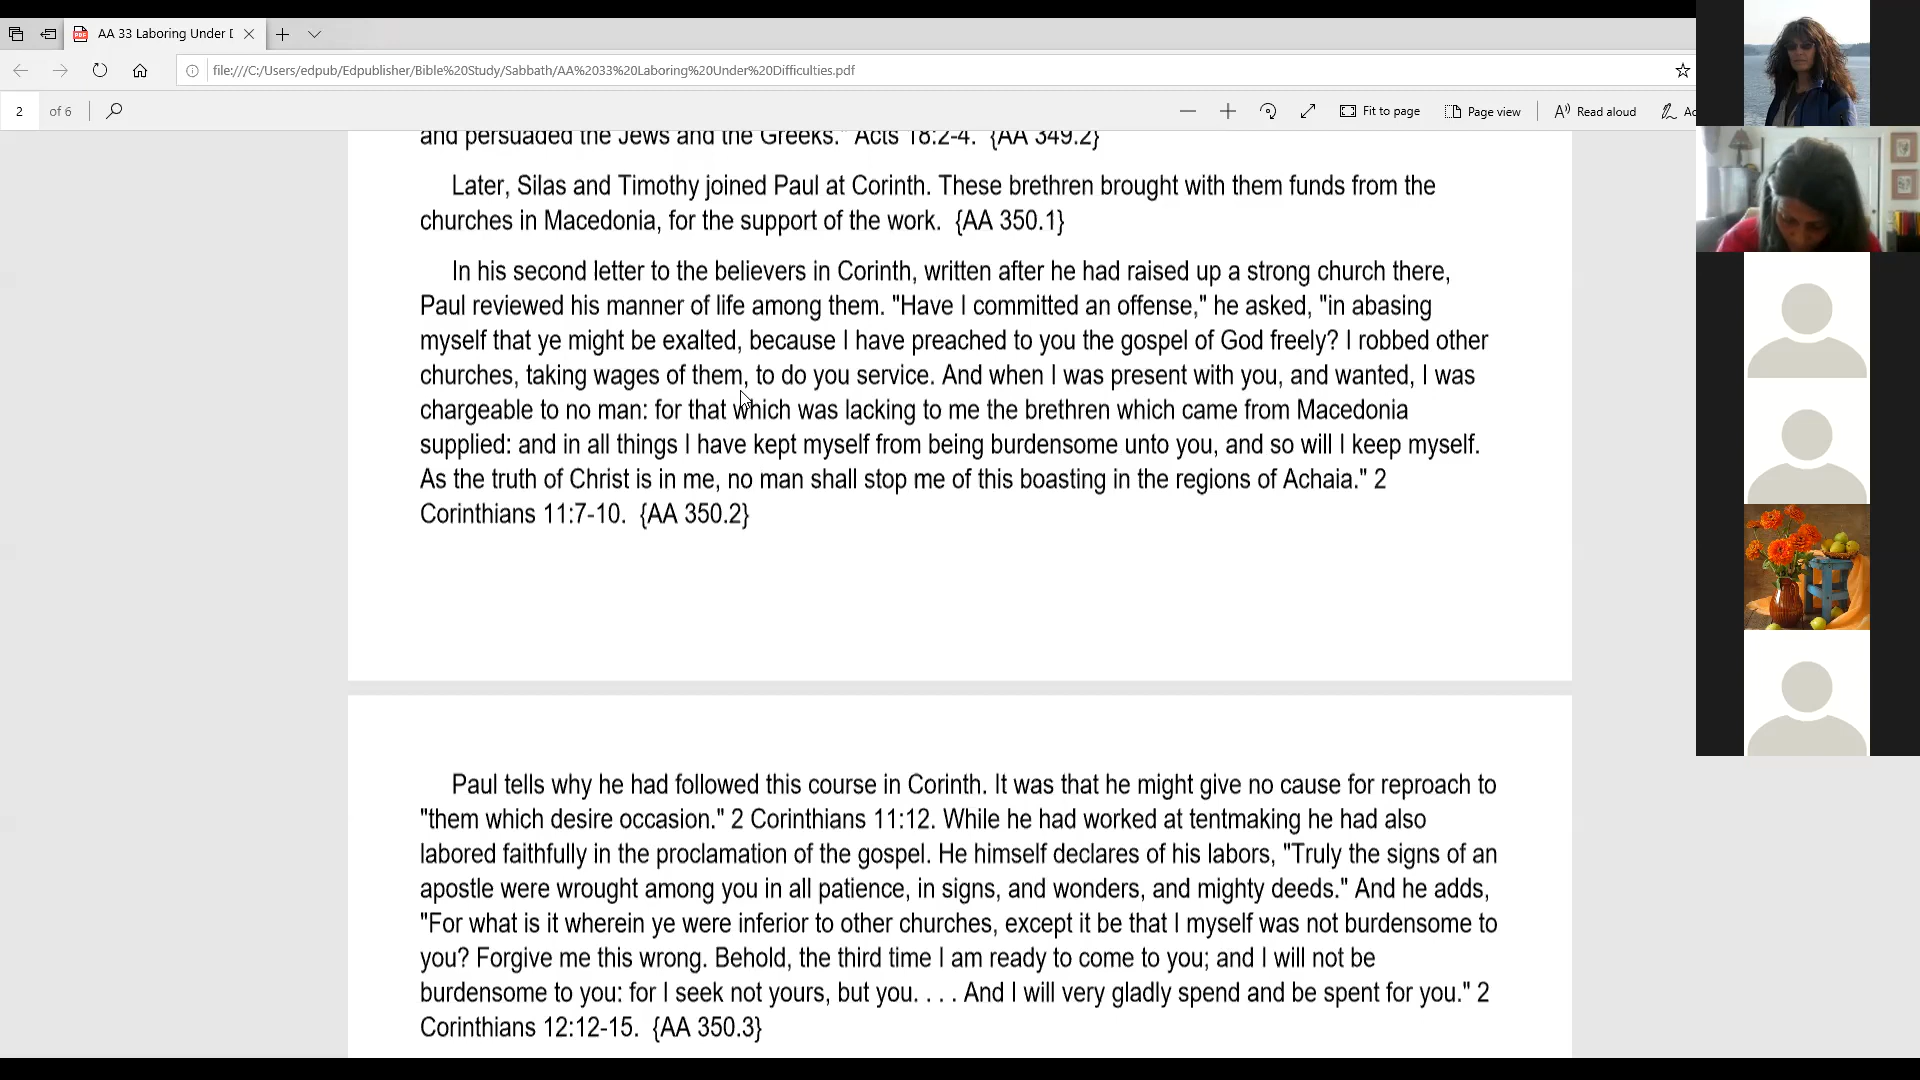 AA 33 Laboring Under D
file:///C:/Users/edpub/Edpublisher/Bible%20Study/Sabbath/AA%2033%20Laboring%20Under%20Difficulties.pdf
2 of 6 Fit to page Page view Read aloud
and persuaded the Jews and the Greeks." Acts 18:2-4. {AA 349.2}
Later, Silas and Timothy joined Paul at Corinth. These brethren brought with them funds from the
churches in Macedonia, for the support of the work. {AA 350.1}
In his second letter to the believers in Corinth, written after he had raised up a strong church there,
Paul reviewed his manner of life among them. "Have I committed an offense," he asked, "in abasing
myself that ye might be exalted, because I have preached to you the gospel of God freely? I robbed other
churches, taking wages of them, to do you service. And when I was present with you, and wanted, I was
chargeable to no man: for that which was lacking to me the brethren which came from Macedonia
supplied: and in all things I have kept myself from being burdensome unto you, and so will I keep myself.
As the truth of Christ is in me, no man shall stop me of this boasting in the regions of Achaia." 2
Corinthians 11:7-10. {AA 350.2}
Paul tells why he had followed this course in Corinth. It was that he might give no cause for reproach to
"them which desire occasion." 2 Corinthians 11:12. While he had worked at tentmaking he had also
labored faithfully in the proclamation of the gospel. He himself declares of his labors, "Truly the signs of an
apostle were wrought among you in all patience, in signs, and wonders, and mighty deeds." And he adds,
"For what is it wherein ye were inferior to other churches, except it be that I myself was not burdensome to
you? Forgive me this wrong. Behold, the third time I am ready to come to you; and I will not be
burdensome to you: for I seek not yours, but you. . . . And I will very gladly spend and be spent for you." 2
Corinthians 12:12-15. {AA 350.3}